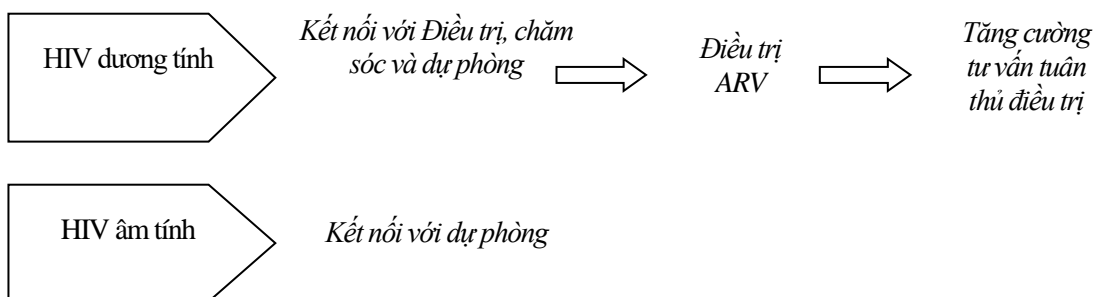 HIV dương tính
Kết nối với Điều trị, chăm
sóc và dự phòng
Điều trị
ARV
Tăng cường
tư vấn tuân
thủ điều trị
HIV âm tính
Kết nối với dự phòng